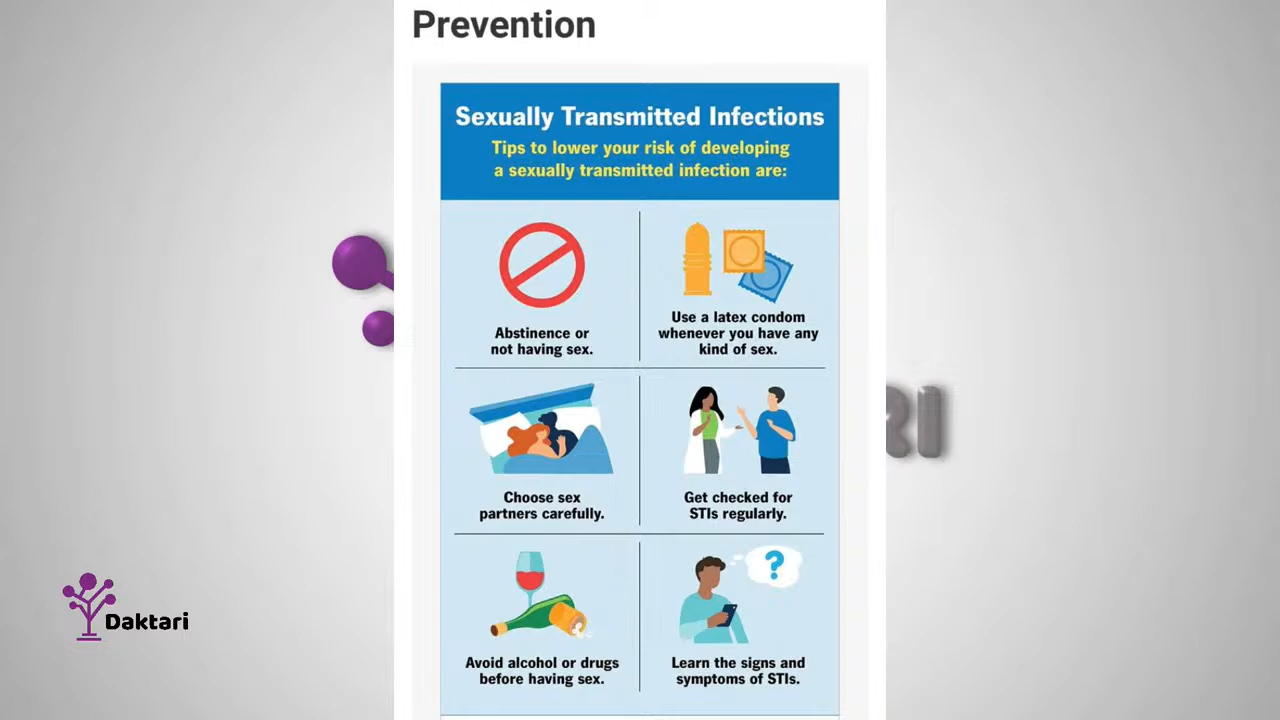 Prevention
Sexually Transmitted Infections
Tips to lower your risk of developing
a sexually transmitted infection are:
Abstinence or
not having sex.
Use a latex condom
whenever you have any
kind of sex.
Choose sex
partners carefully.
Get checked for
STIs regularly.
Avoid alcohol or drugs
before having sex.
Learn the signs and
symptoms of STIs.
Daktari
RI